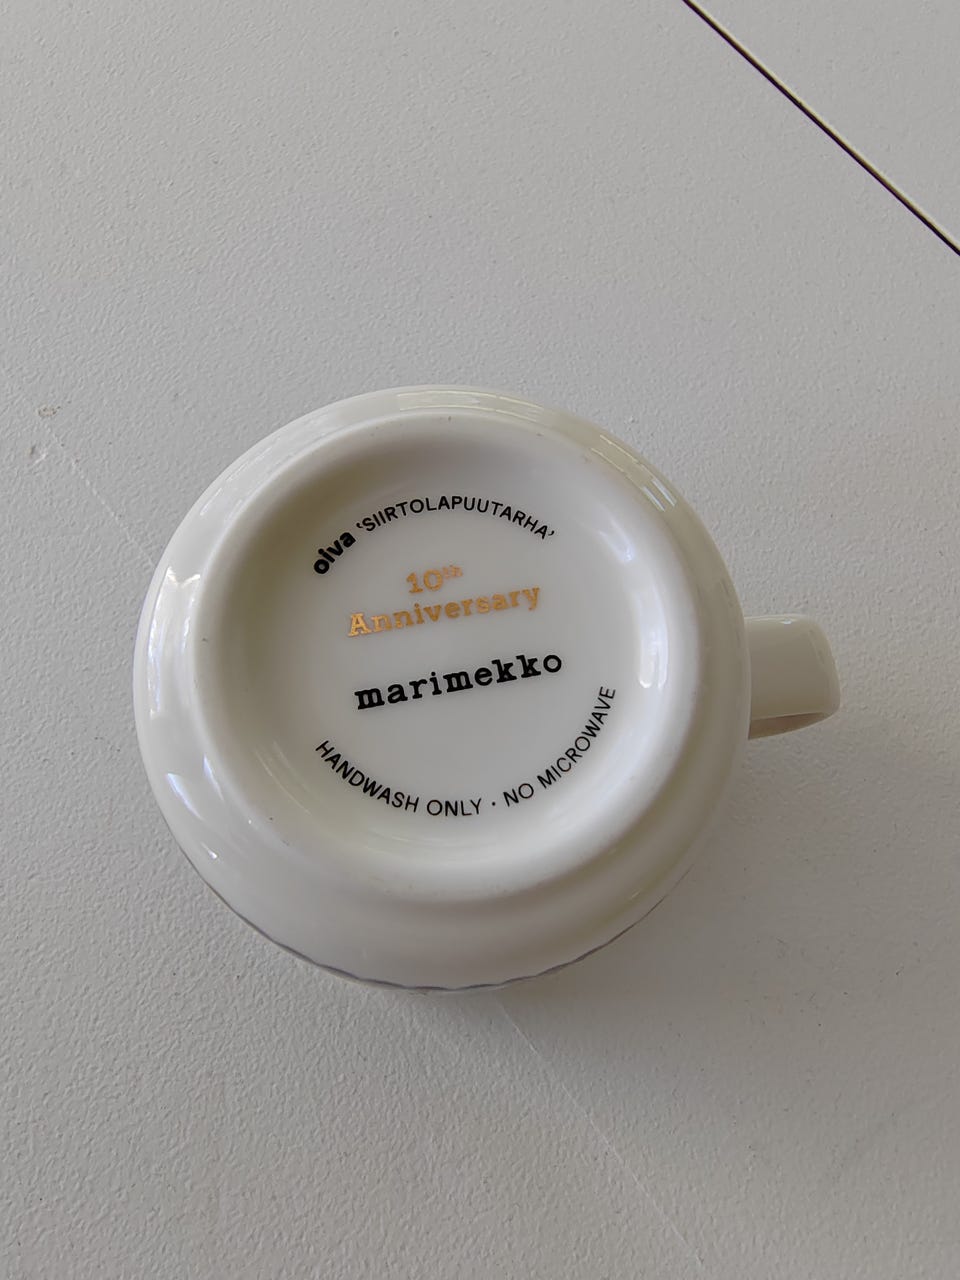 oiva ‘SIIRTOLAPUUTARHA’
10th
Anniversary
marimekko
HANDWASH ONLY · NO MICROWAVE